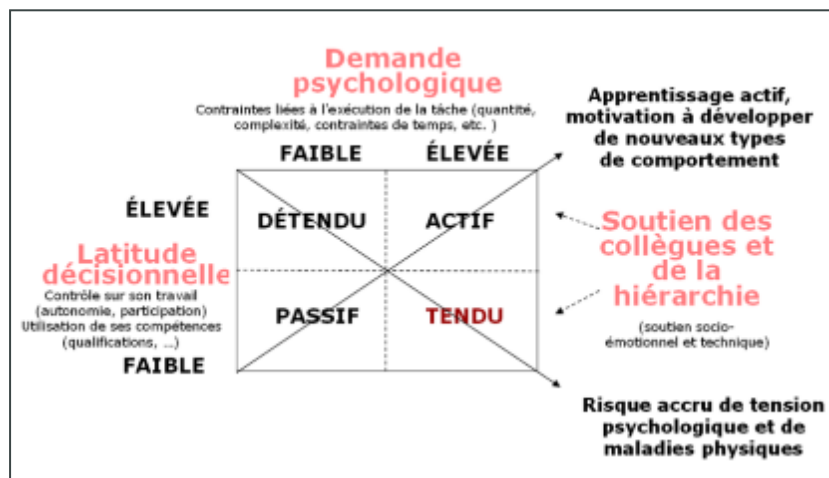 Demande
psychologique
Contraintes liées à l'exécution de la tâche (quantité,
complexité, contraintes de temps, etc. )
FAIBLE
ÉLEVÉE
Apprentissage actif,
motivation à développer
de nouveaux types
de comportement
ÉLEVÉE
DÉTENDU
ACTIF
Latitude
décisionnelle
Contrôle sur son travail
(autonomie, participation)
Utilisation de ses compétences
(qualifications, ...)
FAIBLE
PASSIF
TENDU
Soutien des
collègues et
de la
hiérarchie
(soutien socio-
émotionnel et technique)
Risque accru de tension
psychologique et de
maladies physiques